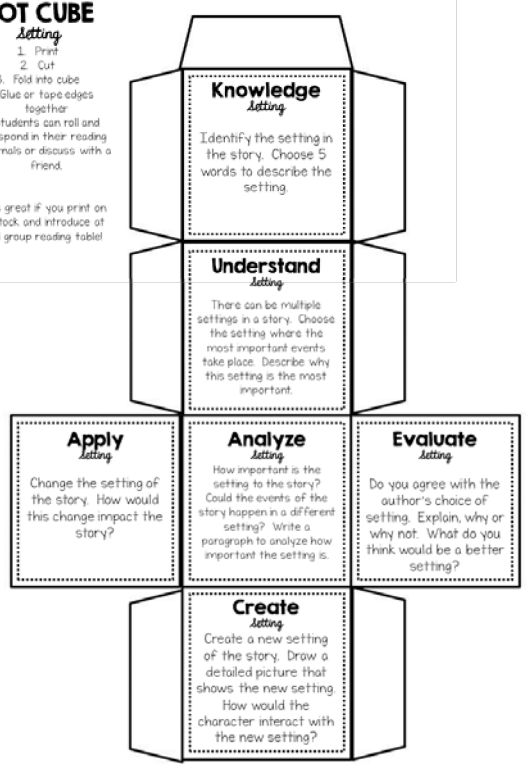 OT CUBE
Setting
1. Print
2. Cut
3. Fold into cube
Glue or tape edges
together
tudents can roll and
spond in their reading
nals or discuss with a
friend.
great if you print on
tock and introduce at
group reading table!
Knowledge
Setting
Identify the setting in
the story. Choose 5
words to describe the
setting.
Understand
Setting
There can be multiple
settings in a story. Choose
the setting where the
most important events
take place. Describe why
this setting is the most
important.
Apply
Setting
Change the setting of
the story. How would
this change impact the
story?
Analyze
Setting
How important is the
setting to the story?
Could the events of the
story happen in a different
setting? Write a
paragraph to analyze how
important the setting is.
Evaluate
Setting
Do you agree with the
author's choice of
setting. Explain, why or
why not. What do you
think would be a better
setting?
Create
Setting
Create a new setting
of the story. Draw a
detailed picture that
shows the new setting.
How would the
character interact with
the new setting?